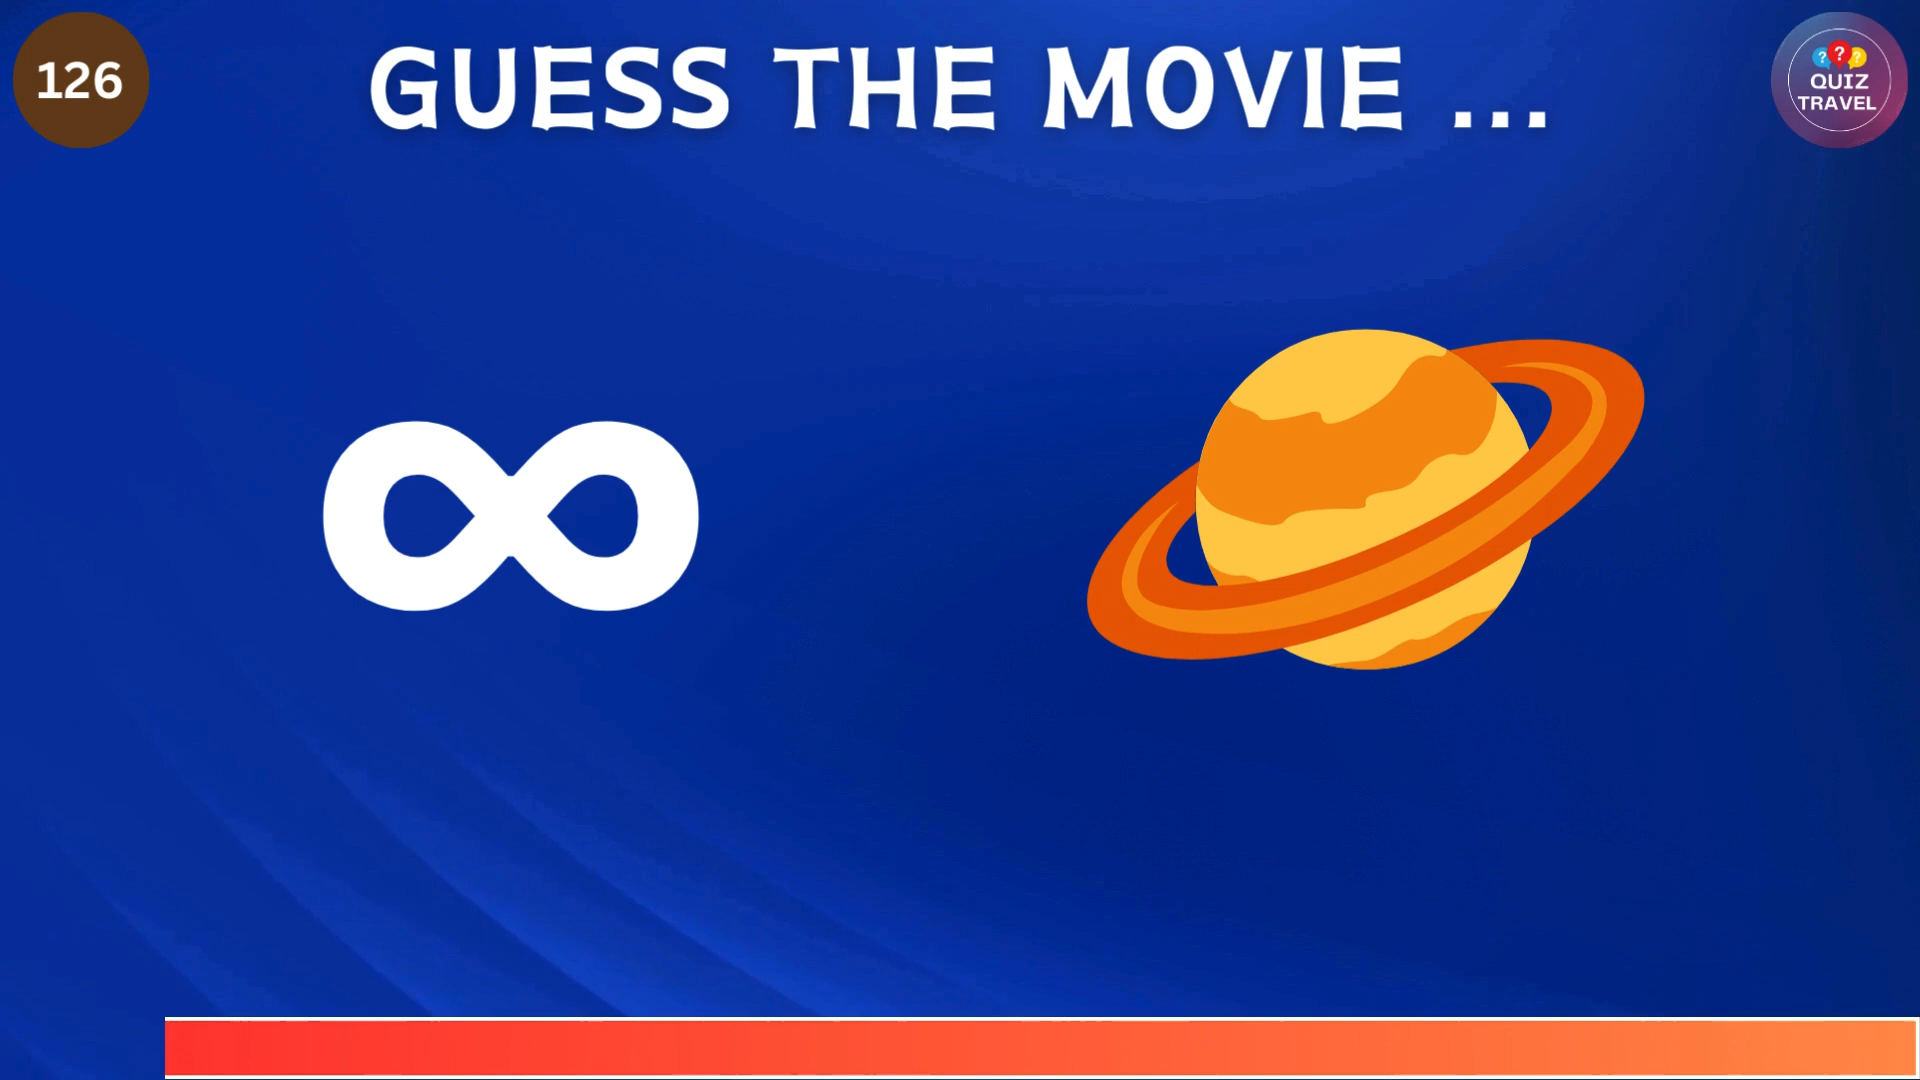 126
GUESS THE MOVIE ...
? ? ?
QUIZ
TRAVEL
∞